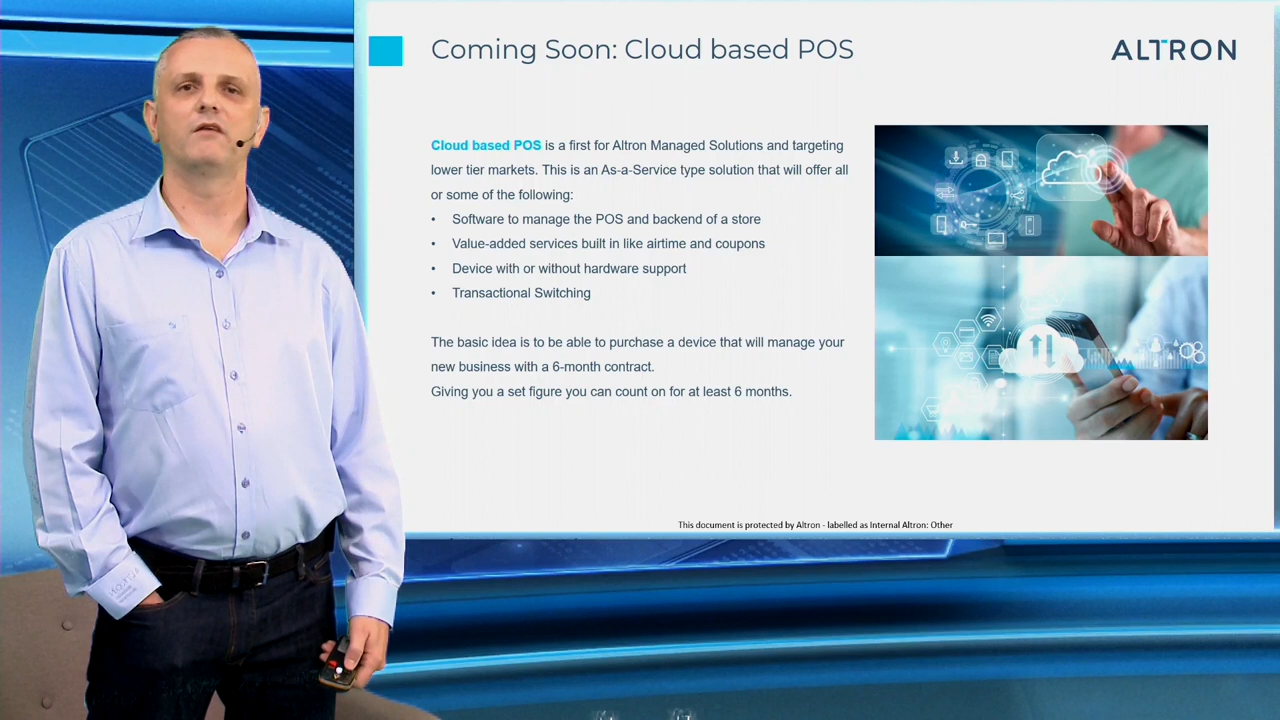 Coming Soon: Cloud based POS
ALTRON
Cloud based POS is a first for Altron Managed Solutions and targeting
lower tier markets. This is an As-a-Service type solution that will offer all
or some of the following:
• Software to manage the POS and backend of a store
• Value-added services built in like airtime and coupons
• Device with or without hardware support
• Transactional Switching
The basic idea is to be able to purchase a device that will manage your
new business with a 6-month contract.
Giving you a set figure you can count on for at least 6 months.
This document is protected by Altron - labelled as Internal Altron: Other